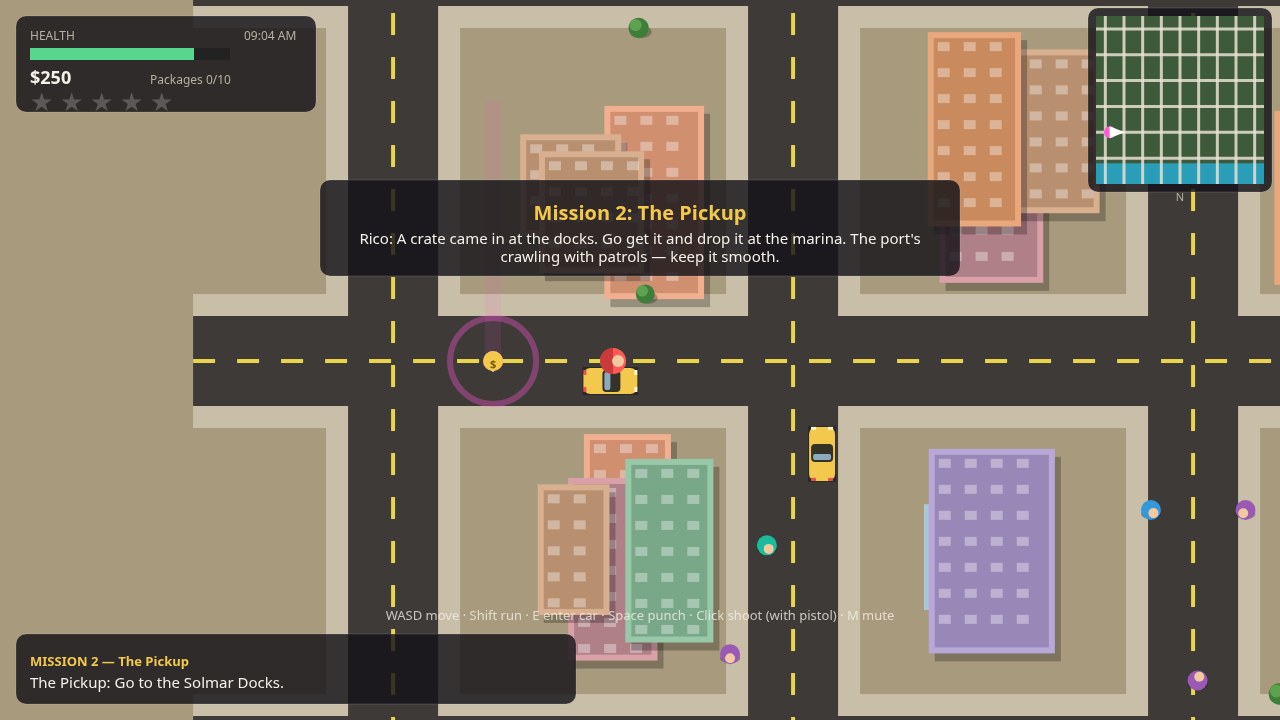 HEALTH 09:04 AM
$250 Packages 0/10
Mission 2: The Pickup
Rico: A crate came in at the docks. Go get it and drop it at the marina. The port's
crawling with patrols — keep it smooth.
N
$
WASD move · Shift run · E enter car · Space punch · Click shoot (with pistol) · M mute
MISSION 2 — The Pickup
The Pickup: Go to the Solmar Docks.